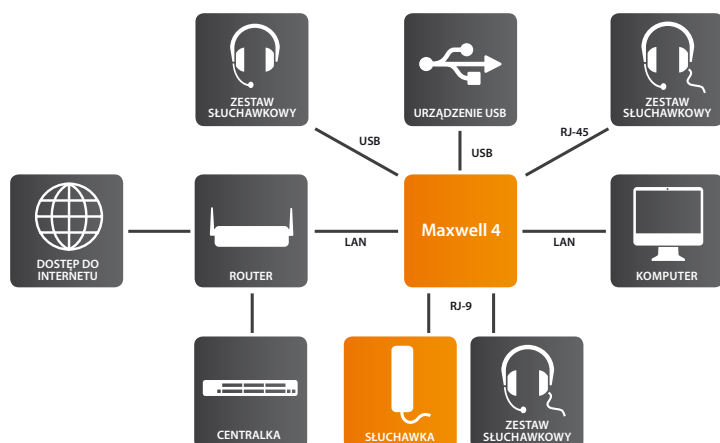 ZESTAW
SŁUCHAWKOWY
URZĄDZENIE USB
ZESTAW
SŁUCHAWKOWY
USB
USB
RJ-45
DOSTĘP DO
INTERNETU
ROUTER
LAN
Maxwell 4
LAN
KOMPUTER
RJ-9
CENTRALKA
SŁUCHAWKA
ZESTAW
SŁUCHAWKOWY